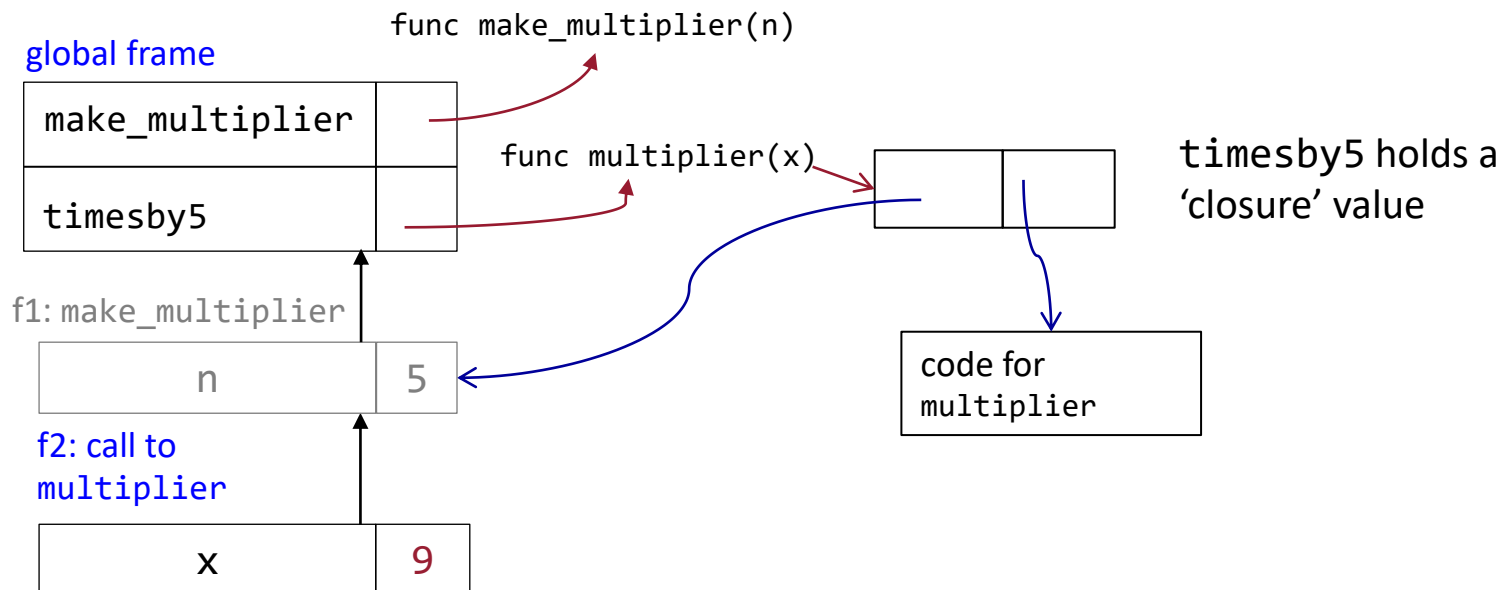 func make_multiplier(n)
global frame
make_multiplier
func multiplier(x)
timesby5 holds a
‘closure’ value
timesby5
f1: make_multiplier
n 5
code for
multiplier
f2: call to
multiplier
x 9